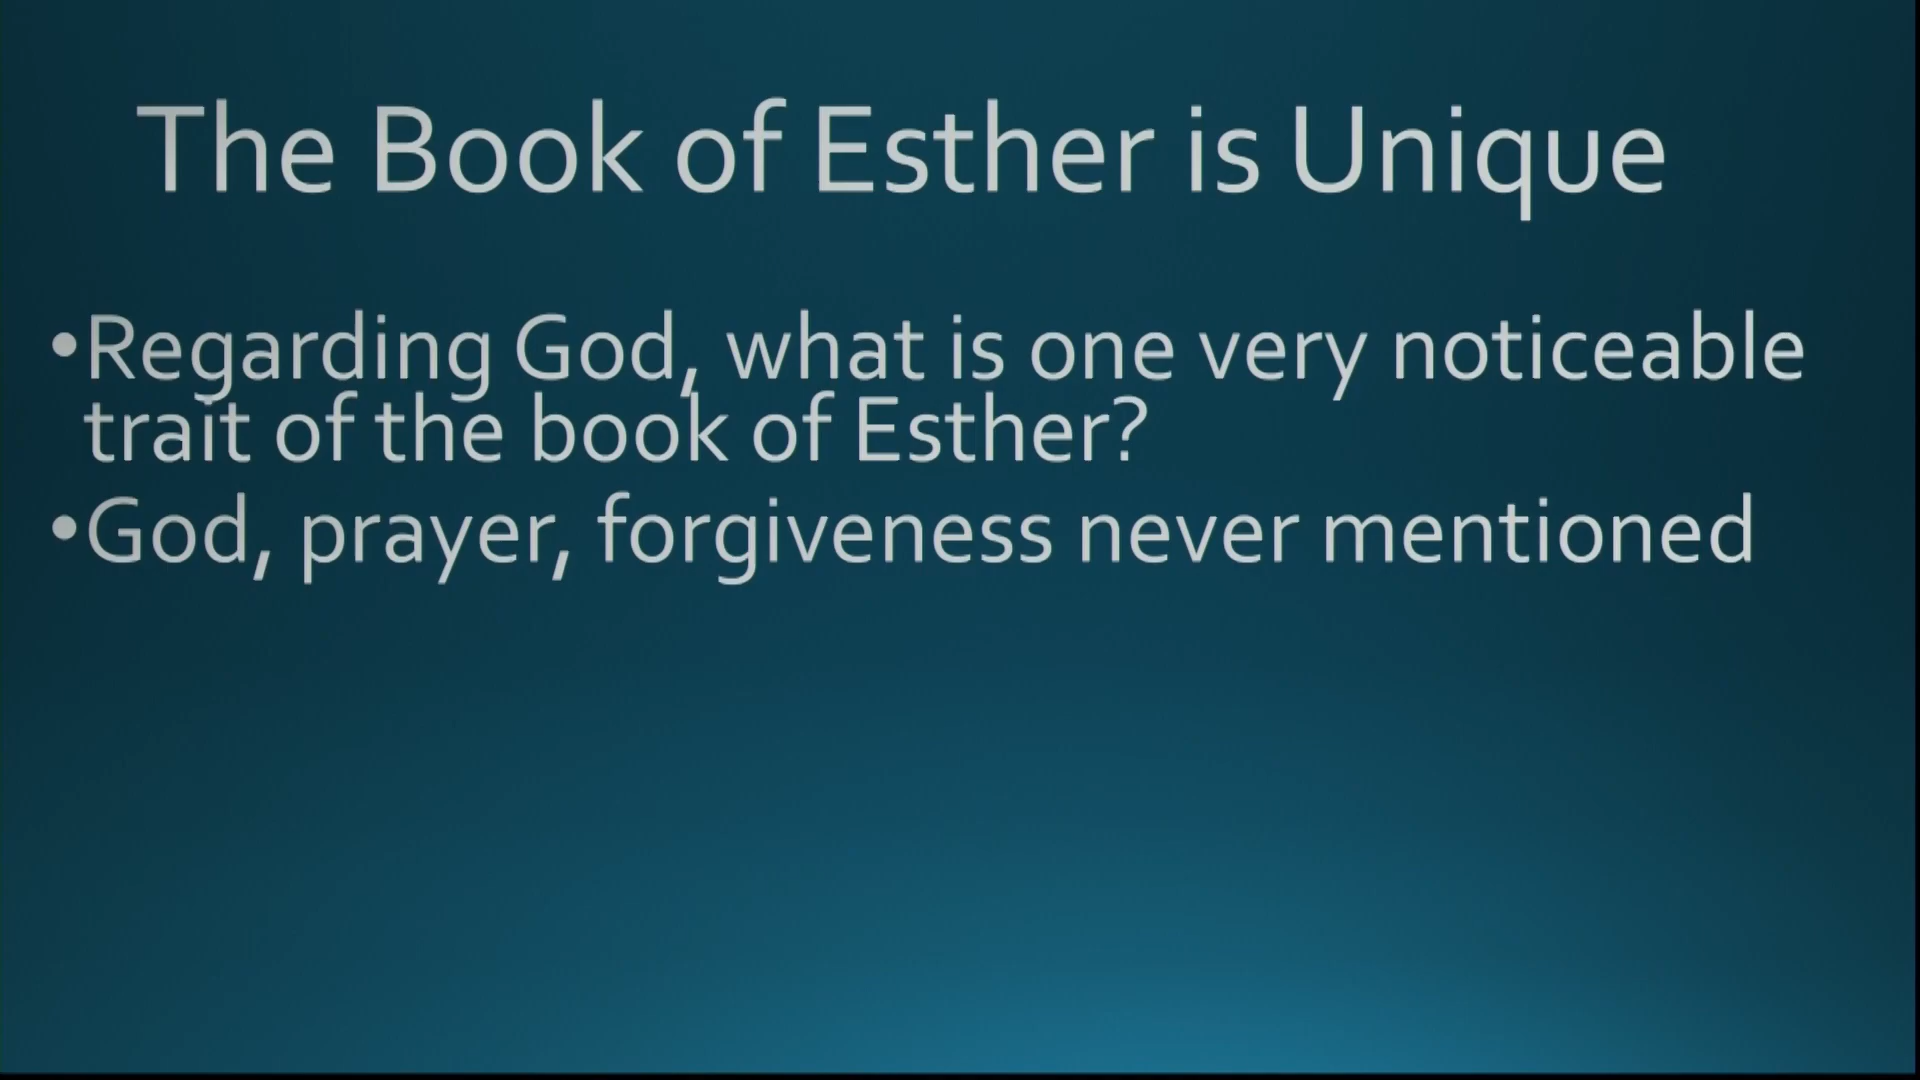 The Book of Esther is Unique
•Regarding God, what is one very noticeable
trait of the book of Esther?
•God, prayer, forgiveness never mentioned